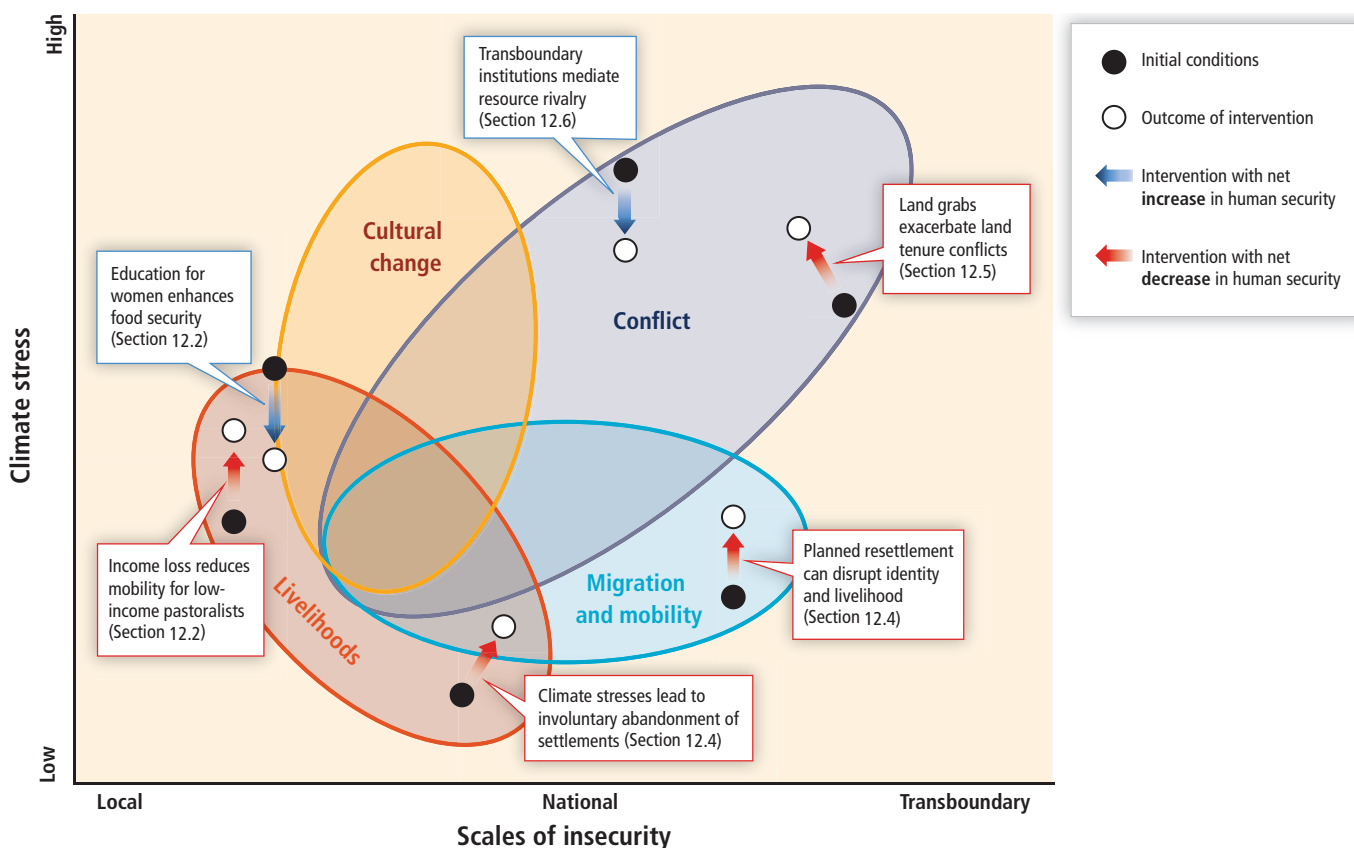 High
Climate stress
Low
Local
National
Transboundary
Scales of insecurity
Transboundary
institutions mediate
resource rivalry
(Section 12.6)
Land grabs
exacerbate land
tenure conflicts
(Section 12.5)
Cultural
change
Education for
women enhances
food security
(Section 12.2)
Conflict
Income loss reduces
mobility for low-
income pastoralists
(Section 12.2)
Livelihoods
Migration
and mobility
Planned resettlement
can disrupt identity
and livelihood
(Section 12.4)
Climate stresses lead to
involuntary abandonment of
settlements (Section 12.4)
Initial conditions
Outcome of intervention
Intervention with net
increase in human security
Intervention with net
decrease in human security